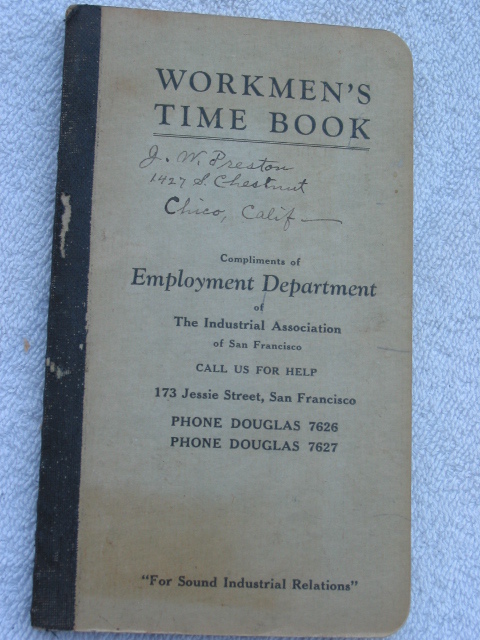 WORKMEN'S
TIME BOOK
J. W. Preston
1427 S. Chestnut
Chico, Calif —
Compliments of
Employment Department
of
The Industrial Association
of San Francisco
CALL US FOR HELP
173 Jessie Street, San Francisco
PHONE DOUGLAS 7626
PHONE DOUGLAS 7627
"For Sound Industrial Relations"